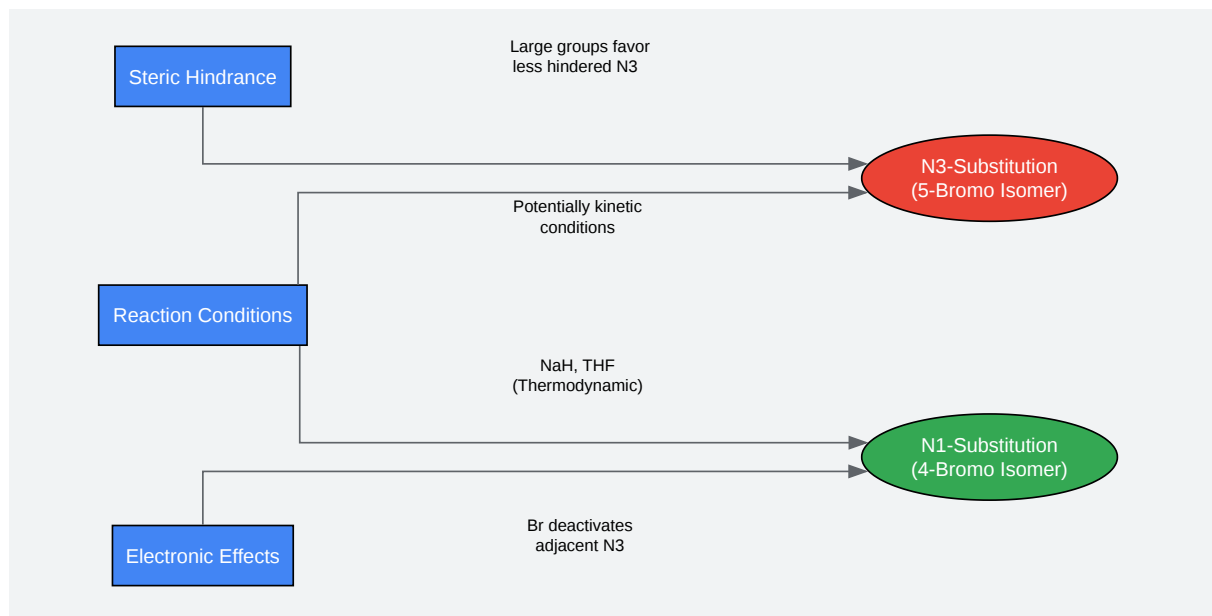 Large groups favor
less hindered N3
Steric Hindrance
N3-Substitution
(5-Bromo Isomer)
Potentially kinetic
conditions
Reaction Conditions
NaH, THF
(Thermodynamic)
N1-Substitution
(4-Bromo Isomer)
Br deactivates
adjacent N3
Electronic Effects